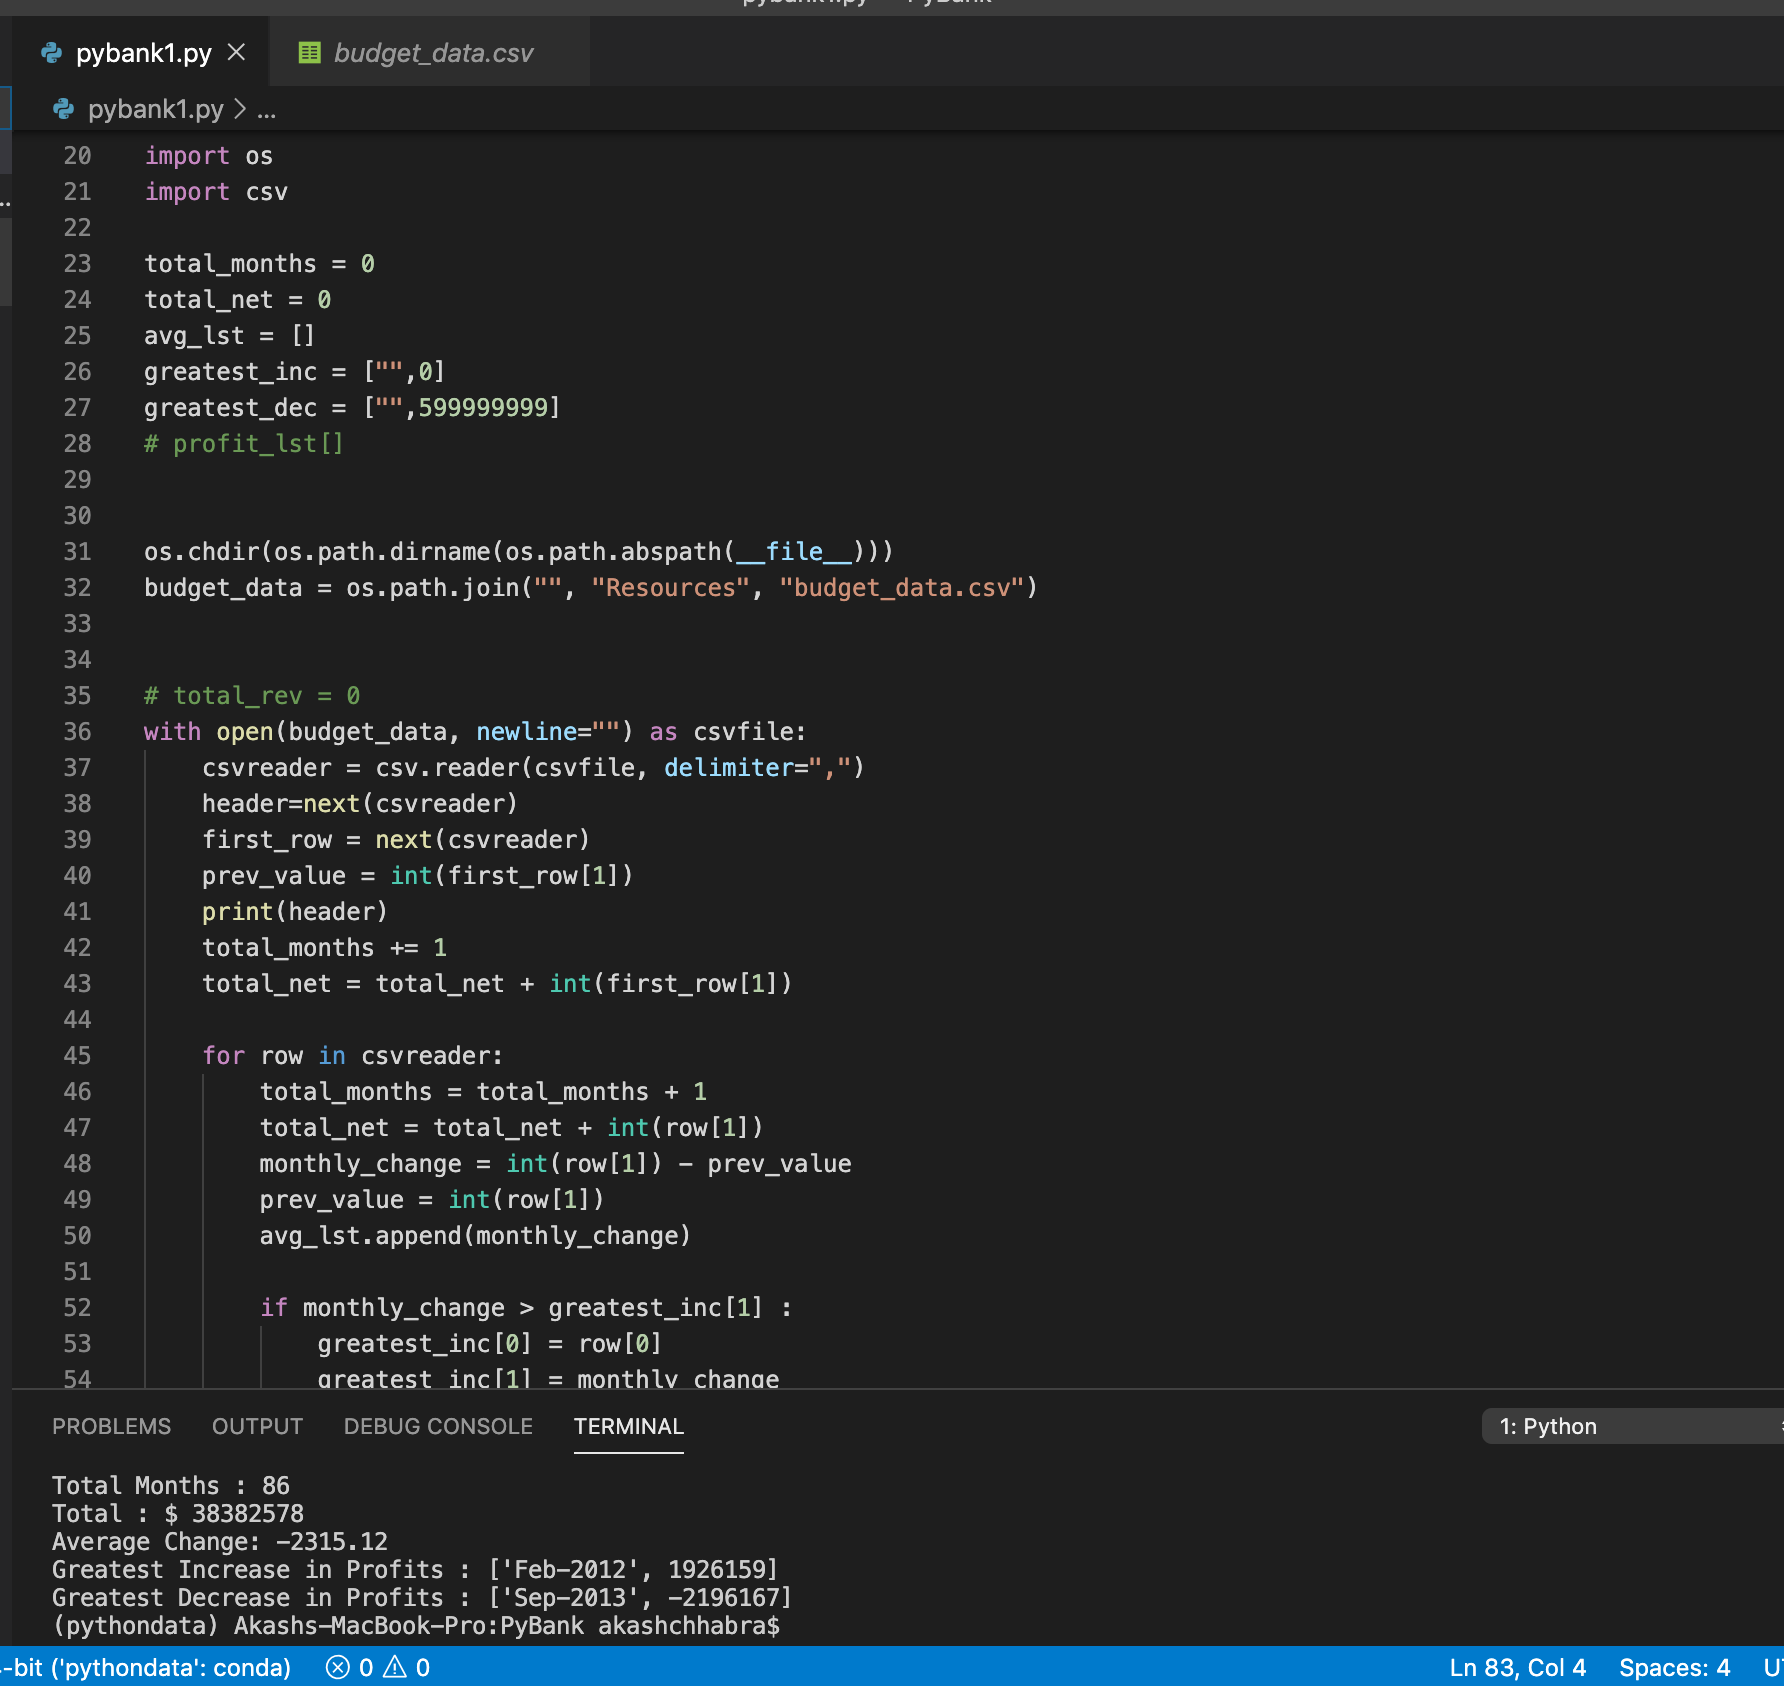 pybank1.py
budget_data.csv
pybank1.py > ...
20 import os
21 import csv
22
23 total_months = 0
24 total_net = 0
25 avg_lst = []
26 greatest_inc = ["",0]
27 greatest_dec = ["",599999999]
28 # profit_lst[]
29
30
31 os.chdir(os.path.dirname(os.path.abspath(__file__)))
32 budget_data = os.path.join("", "Resources", "budget_data.csv")
33
34
35 # total_rev = 0
36 with open(budget_data, newline="") as csvfile:
37     csvreader = csv.reader(csvfile, delimiter=",")
38     header=next(csvreader)
39     first_row = next(csvreader)
40     prev_value = int(first_row[1])
41     print(header)
42     total_months += 1
43     total_net = total_net + int(first_row[1])
44
45     for row in csvreader:
46         total_months = total_months + 1
47         total_net = total_net + int(row[1])
48         monthly_change = int(row[1]) - prev_value
49         prev_value = int(row[1])
50         avg_lst.append(monthly_change)
51
52         if monthly_change > greatest_inc[1] :
53             greatest_inc[0] = row[0]
54             greatest_inc[1] = monthly_change
PROBLEMS OUTPUT DEBUG CONSOLE TERMINAL 1: Python
Total Months : 86
Total : $ 38382578
Average Change: -2315.12
Greatest Increase in Profits : ['Feb-2012', 1926159]
Greatest Decrease in Profits : ['Sep-2013', -2196167]
(pythondata) Akashs-MacBook-Pro:PyBank akashchhabra$
-bit ('pythondata': conda) 0 0 Ln 83, Col 4 Spaces: 4